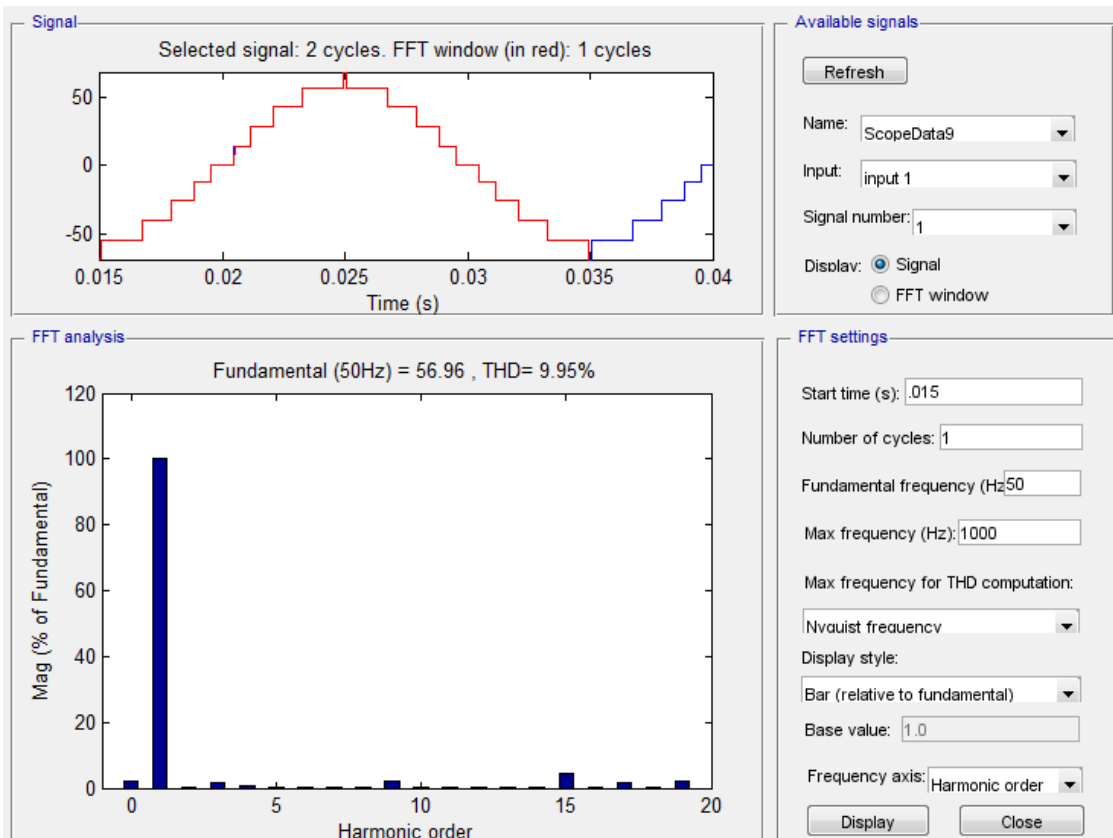 Signal
Selected signal: 2 cycles. FFT window (in red): 1 cycles
50
0
-50
0.015 0.02 0.025 0.03 0.035 0.04
Time (s)
Available signals
Refresh
Name: ScopeData9
Input: input 1
Signal number: 1
Display: Signal
FFT window
FFT analysis
Fundamental (50Hz) = 56.96 , THD= 9.95%
Mag (% of Fundamental)
120
100
80
60
40
20
0
0 5 10 15 20
Harmonic order
FFT settings
Start time (s): .015
Number of cycles: 1
Fundamental frequency (Hz 50
Max frequency (Hz): 1000
Max frequency for THD computation:
Nyquist frequency
Display style:
Bar (relative to fundamental)
Base value: 1.0
Frequency axis: Harmonic order
Display Close